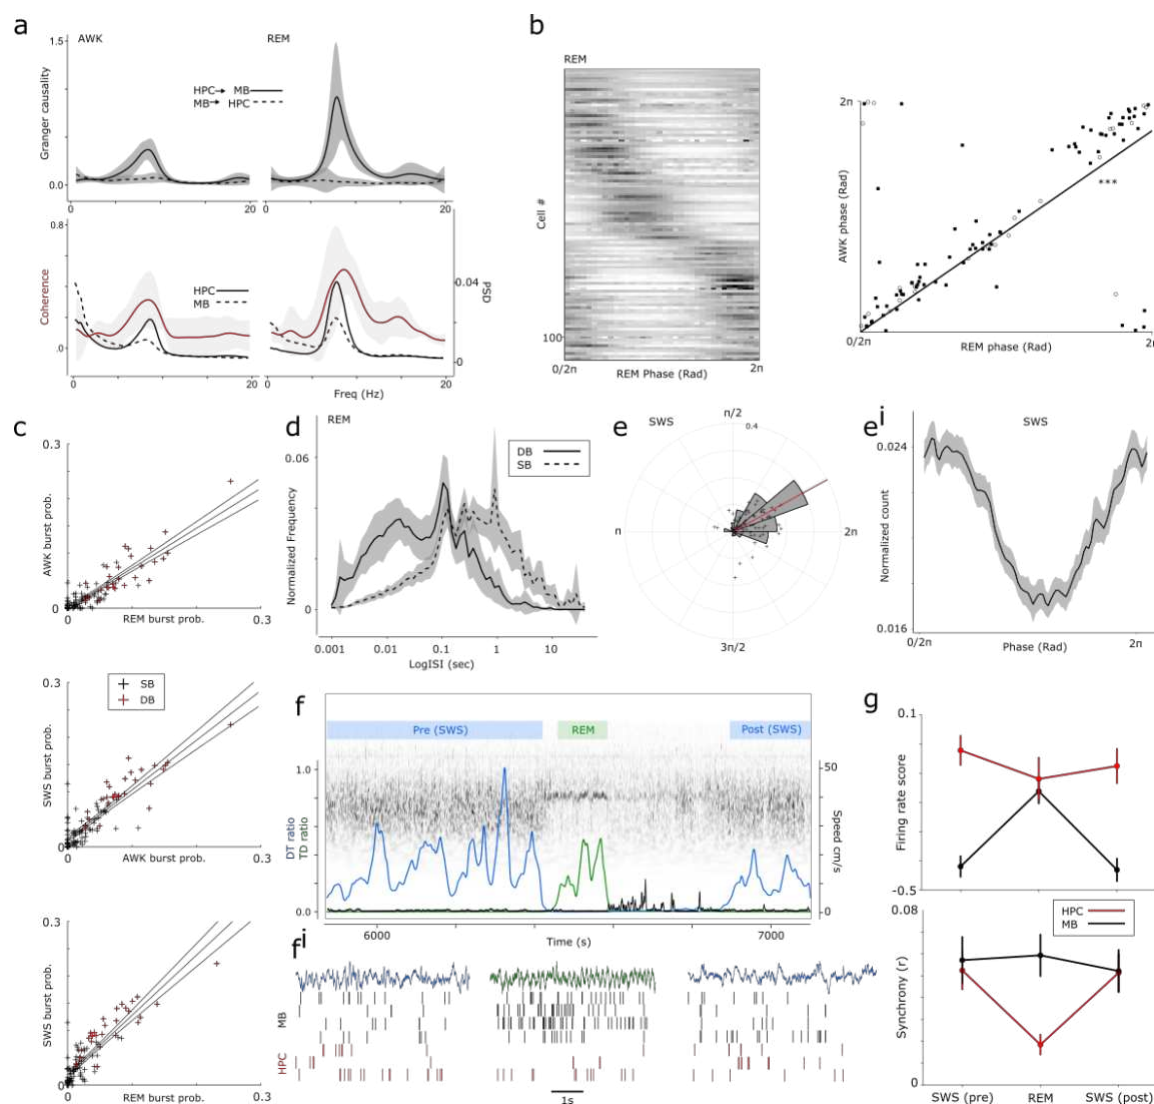 a
AWK
REM
1.5
Granger causality
0.0
HPC→ MB
MB→ HPC
0
20
0
20
0.8
Coherence
.0
HPC
MB
0.04
PSD
0
0
20
0
20
Freq (Hz)
b
REM
Cell #
100
0/2π
REM Phase (Rad)
2π
2π
AWK phase (Rad)
***
0/2π
REM phase (Rad)
2π
c
0.3
AWK burst prob.
0
REM burst prob.
0.3
0.3
SB
DB
SWS burst prob.
0
AWK burst prob.
0.3
0.3
SWS burst prob.
0
REM burst prob.
0.3
d
REM
DB
SB
0.06
Normalized Frequency
0
0.001
0.01
0.1
1
10
LogISI (sec)
e
SWS
π/2
0.4
π
2π
3π/2
ei
SWS
0.024
Normalized count
0.016
0/2π
Phase (Rad)
2π
f
Pre (SWS)
REM
Post (SWS)
1.0
DT ratio
TD ratio
0.0
50
Speed cm/s
0
6000
Time (s)
7000
fi
MB
HPC
1s
g
0.1
Firing rate score
-0.5
0.08
HPC
MB
Synchrony (r)
0
SWS (pre)
REM
SWS (post)